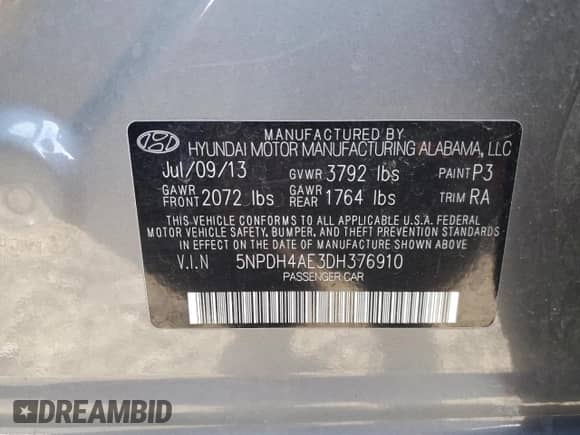 MANUFACTURED BY
HYUNDAI MOTOR MANUFACTURING ALABAMA, LLC
Jul/09/13 GVWR 3792 lbs PAINT P3
GAWR FRONT 2072 lbs GAWR REAR 1764 lbs TRIM RA
THIS VEHICLE CONFORMS TO ALL APPLICABLE U.S.A. FEDERAL
MOTOR VEHICLE SAFETY, BUMPER, AND THEFT PREVENTION STANDARDS
IN EFFECT ON THE DATE OF MANUFACTURE SHOWN ABOVE.
V.I.N 5NPDH4AE3DH376910
PASSENGER CAR
DREAMBID